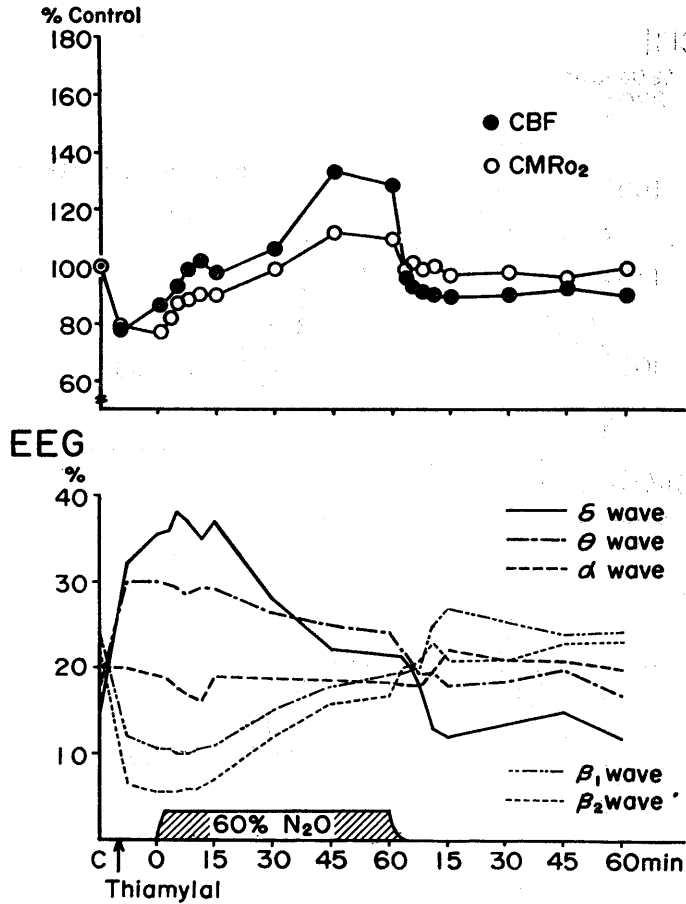 % Control
180
160
140
120
100
80
60
● CBF
○ CMRo₂
EEG
%
40
30
20
10
δ wave
θ wave
α wave
β₁ wave
β₂ wave
60% N₂O
C 0 15 30 45 60 15 30 45 60min
Thiamylal